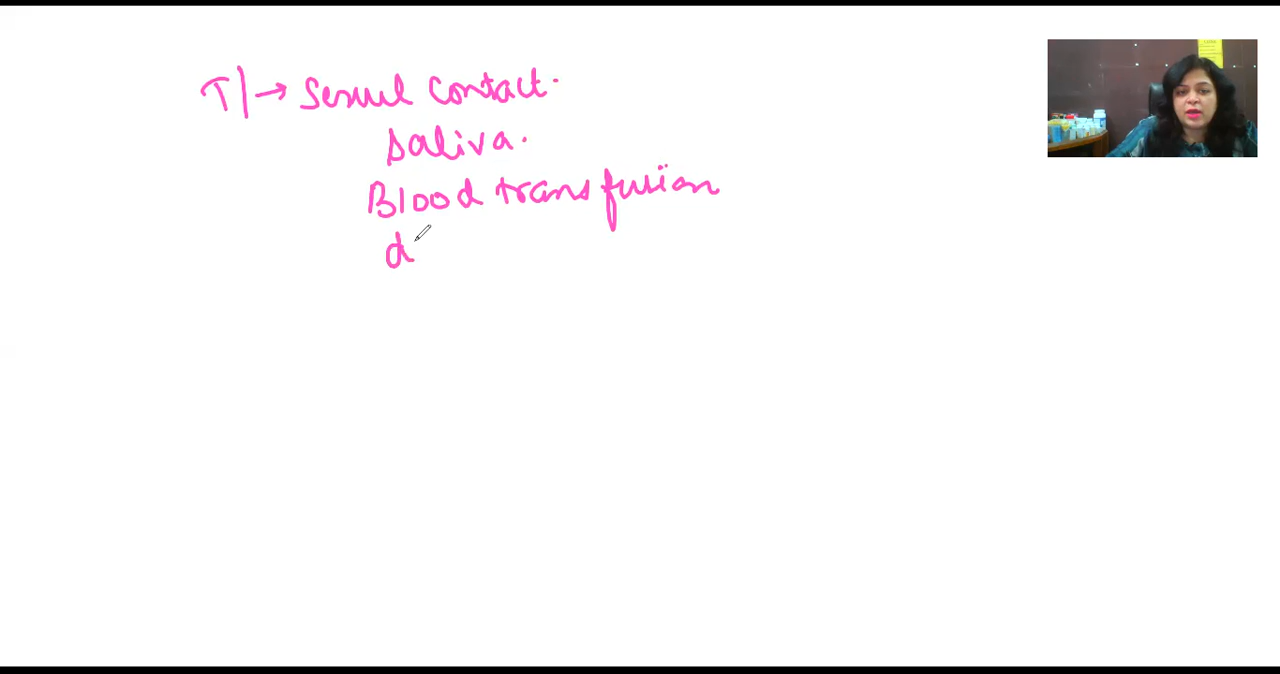 T| → Sexual contact.
Saliva.
Blood transfusion
d